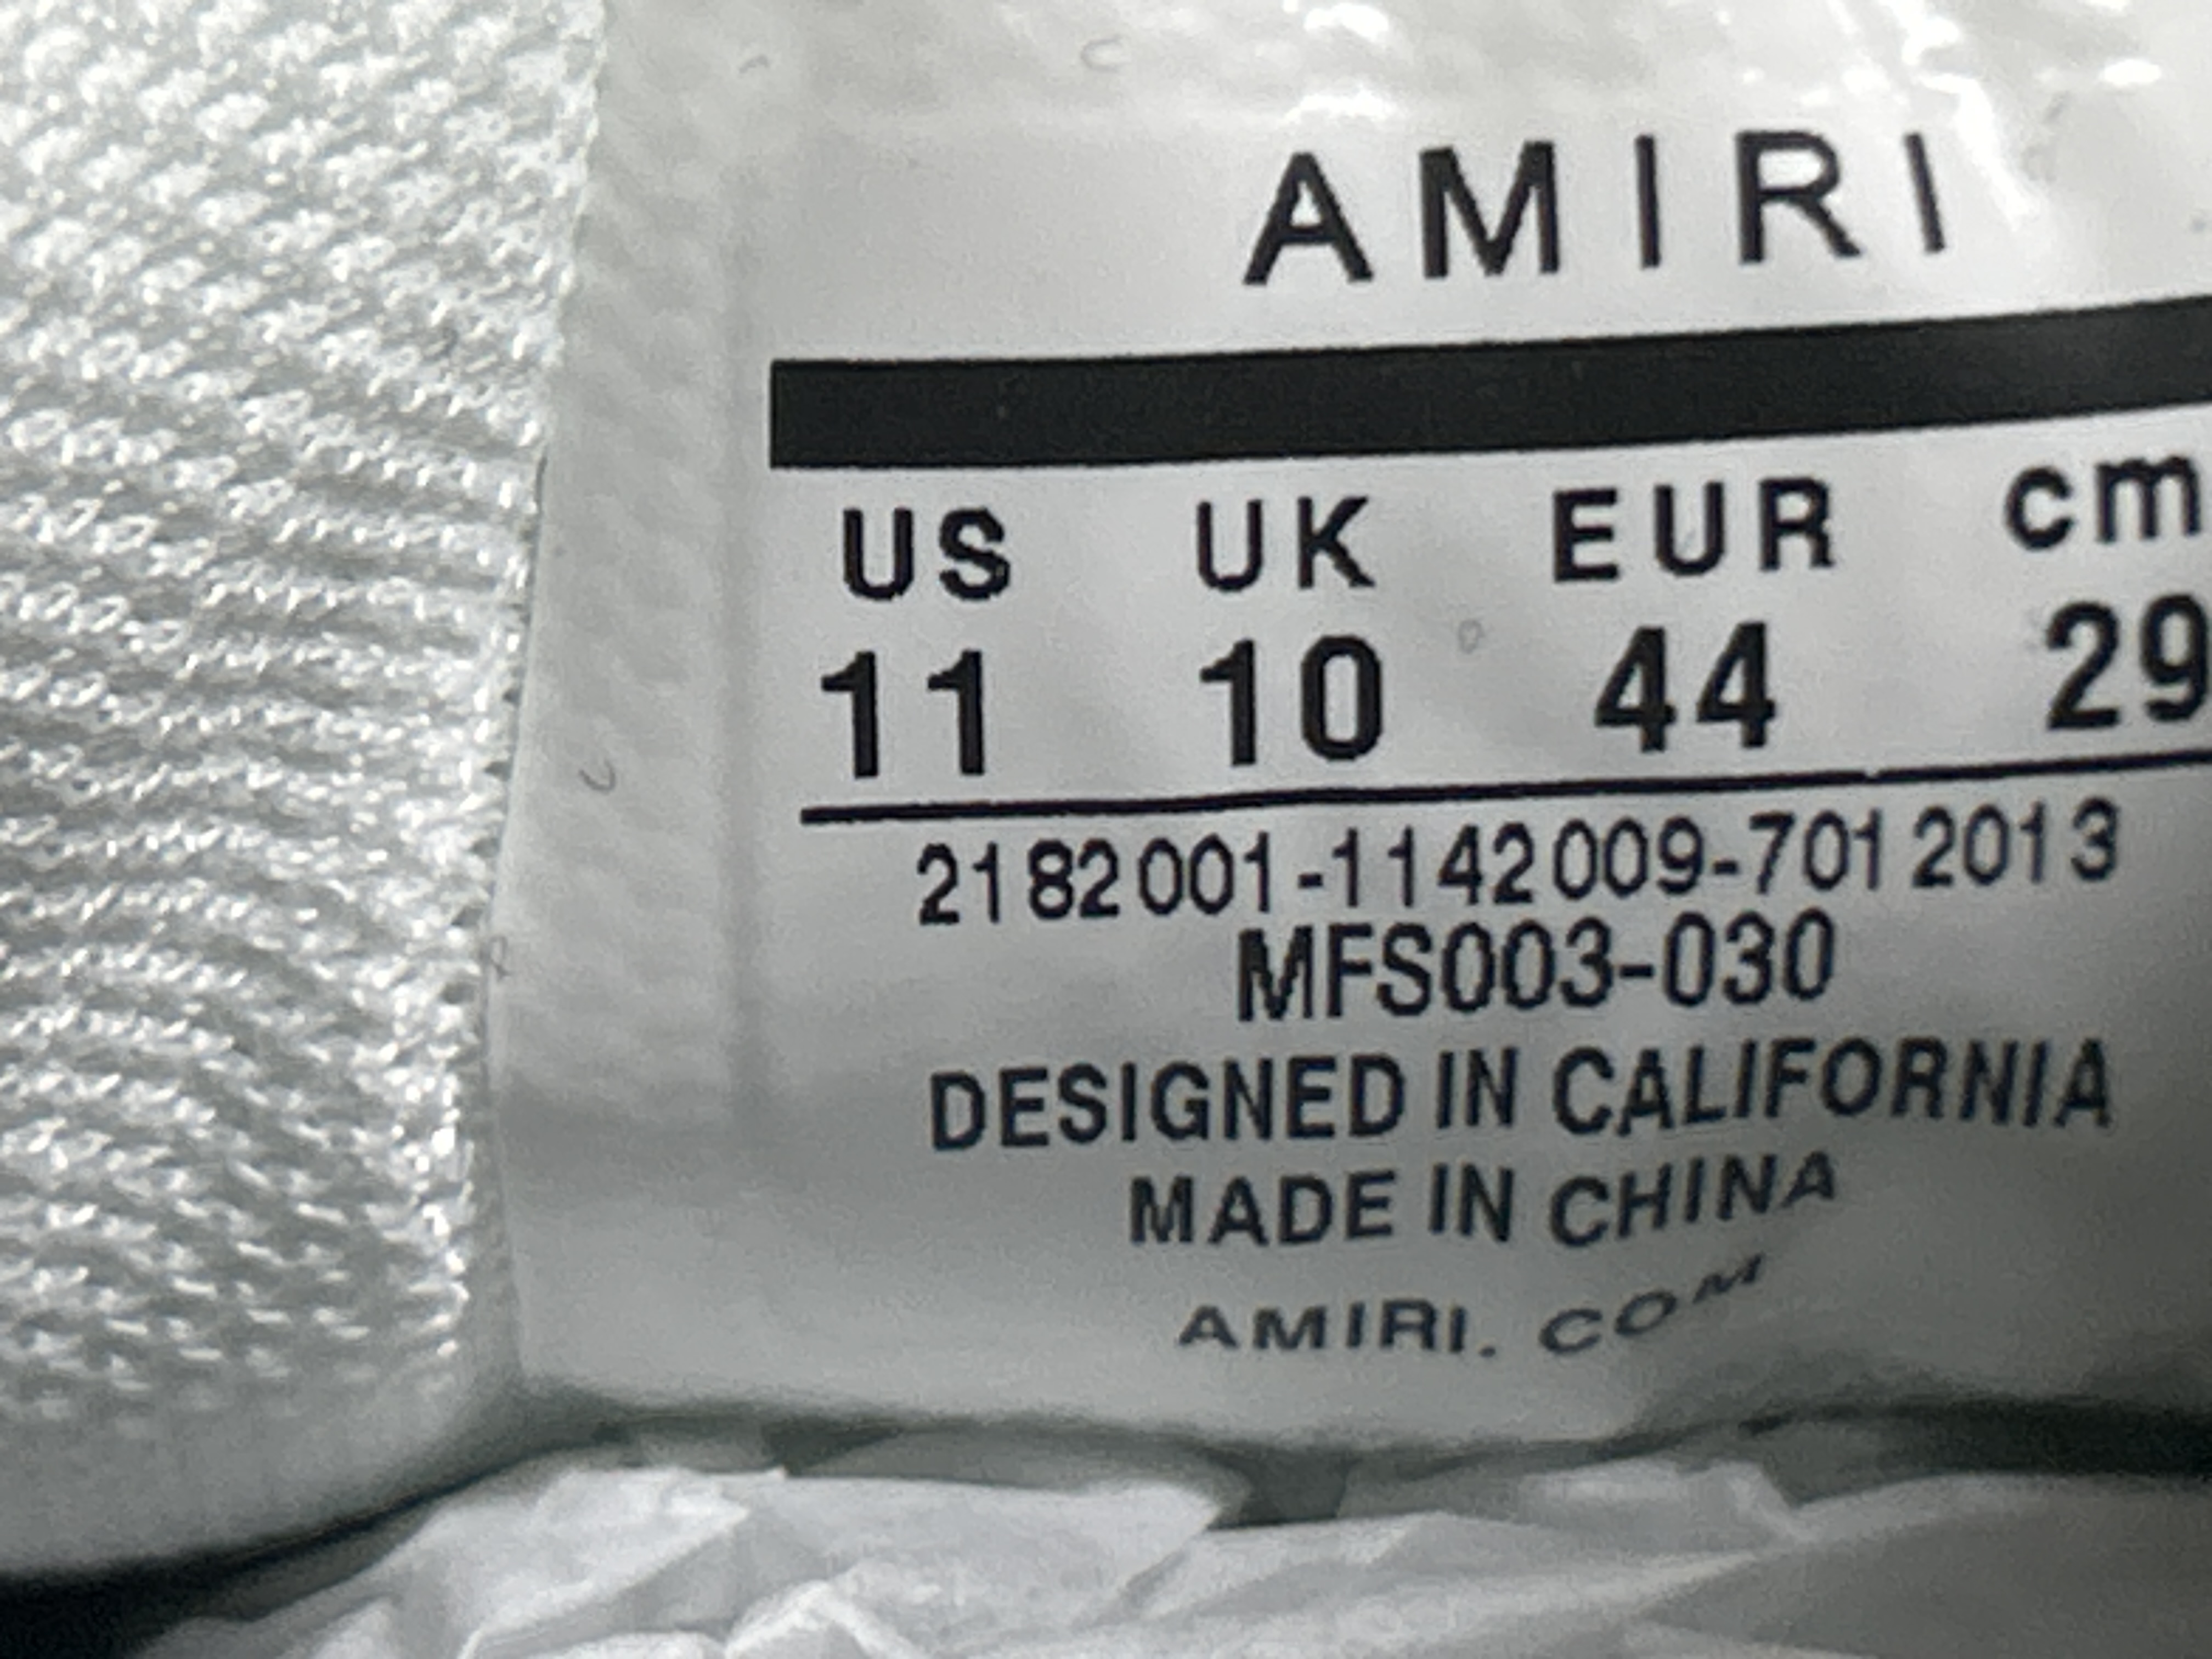 AMIRI
US UK EUR cm
11 10 44 29
2182001-1142009-7012013
MFS003-030
DESIGNED IN CALIFORNIA
MADE IN CHINA
AMIRI. COM